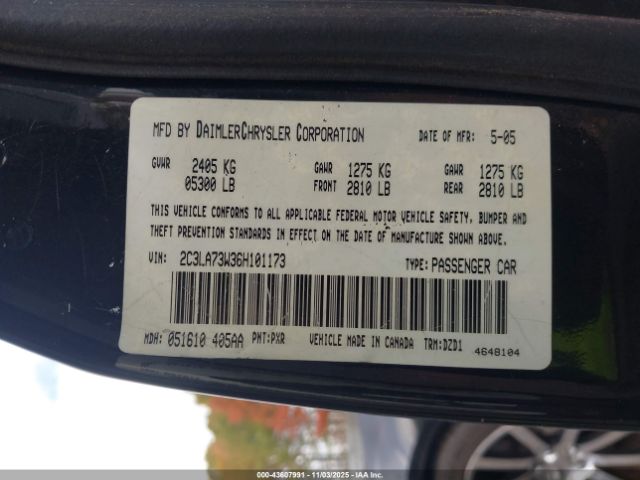 MFD BY DAIMLERCHRYSLER CORPORATION DATE OF MFR: 5-05
GVWR 2405 KG GAWR 1275 KG GAWR 1275 KG
05300 LB FRONT 2810 LB REAR 2810 LB
THIS VEHICLE CONFORMS TO ALL APPLICABLE FEDERAL MOTOR VEHICLE SAFETY, BUMPER AND
THEFT PREVENTION STANDARDS IN EFFECT ON THE DATE OF MANUFACTURE SHOWN ABOVE.
VIN: 2C3LA73W36H101173 TYPE: PASSENGER CAR
MDH: 051610 405AA PNT:PXR VEHICLE MADE IN CANADA TRM:DZD1
4648104
00-43607991 - 11/03/2025 - IAAI.COM